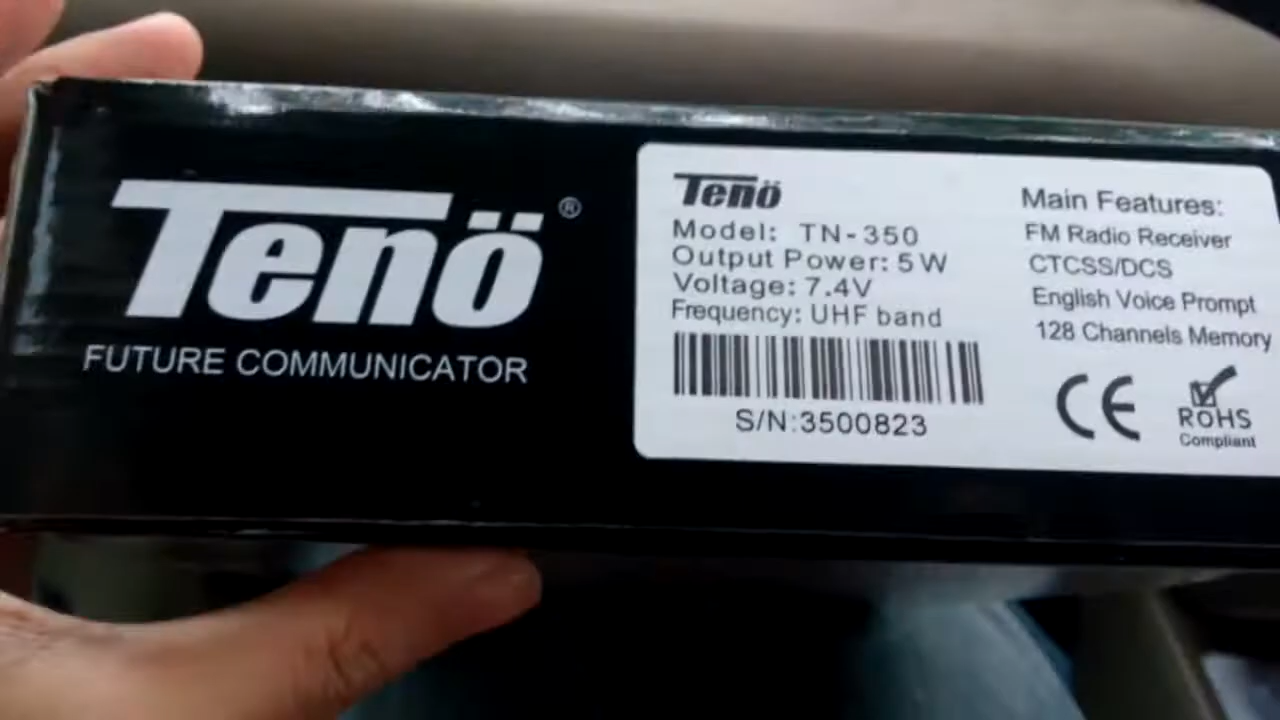 Tenö ®
FUTURE COMMUNICATOR
Tenö
Model: TN-350
Output Power: 5W
Voltage: 7.4V
Frequency: UHF band
S/N:3500823
Main Features:
FM Radio Receiver
CTCSS/DCS
English Voice Prompt
128 Channels Memory
CE
ROHS
Compliant